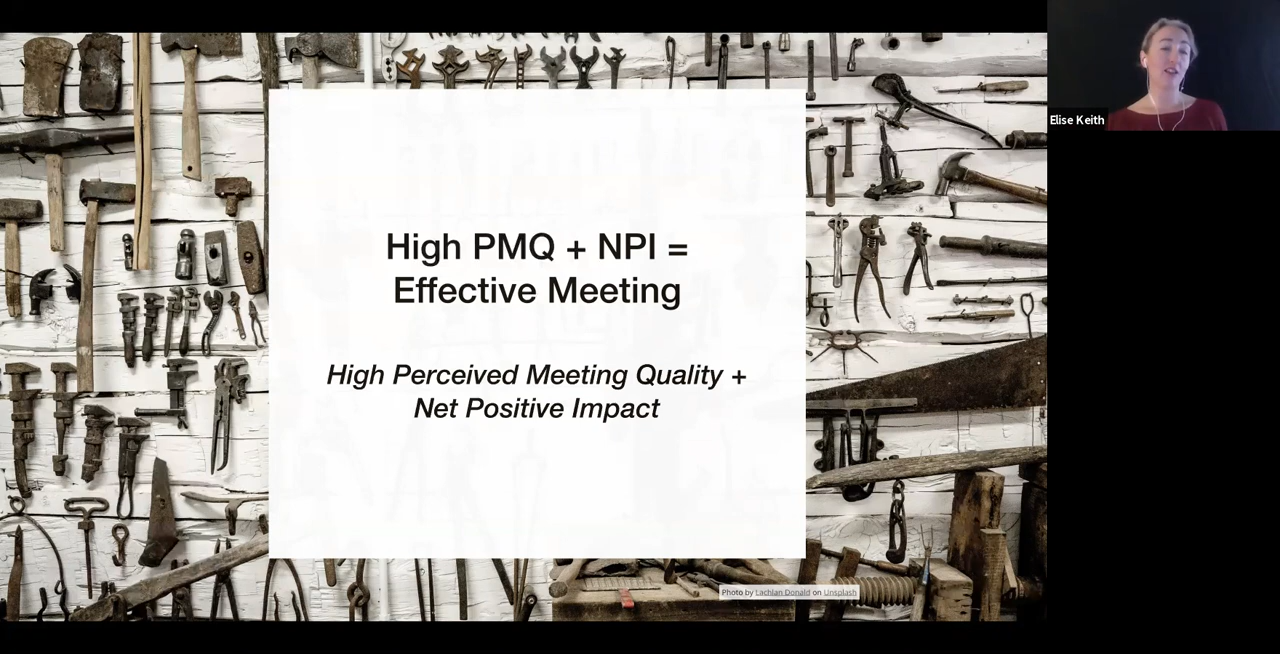 High PMQ + NPI =
Effective Meeting
High Perceived Meeting Quality +
Net Positive Impact
Photo by Lachlan Donald on Unsplash
Elise Keith